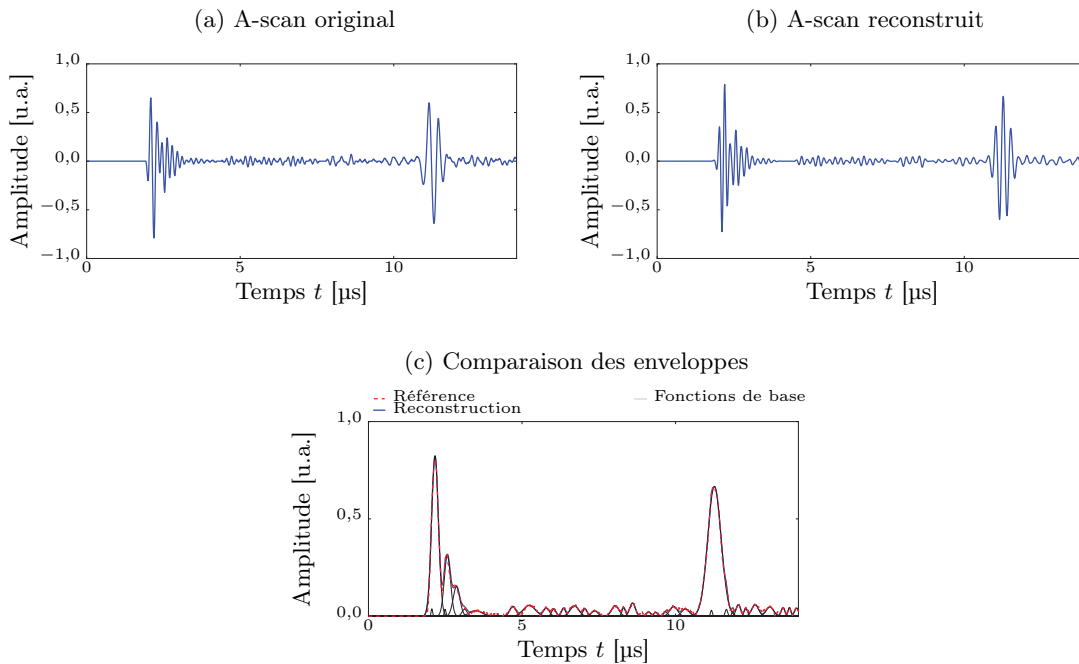 (a) A-scan original
1,0
0,5
0,0
−0,5
−1,0
0
5
10
Amplitude [u.a.]
Temps t [µs]
(b) A-scan reconstruit
1,0
0,5
0,0
−0,5
−1,0
0
5
10
Amplitude [u.a.]
Temps t [µs]
(c) Comparaison des enveloppes
Référence
Reconstruction
Fonctions de base
1,0
0,5
0,0
0
5
10
Amplitude [u.a.]
Temps t [µs]